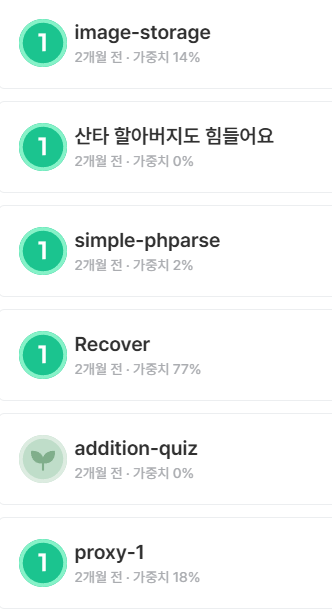 1
image-storage
2개월 전 · 가중치 14%
1
산타 할아버지도 힘들어요
2개월 전 · 가중치 0%
1
simple-phparse
2개월 전 · 가중치 2%
1
Recover
2개월 전 · 가중치 77%
addition-quiz
2개월 전 · 가중치 0%
1
proxy-1
2개월 전 · 가중치 18%